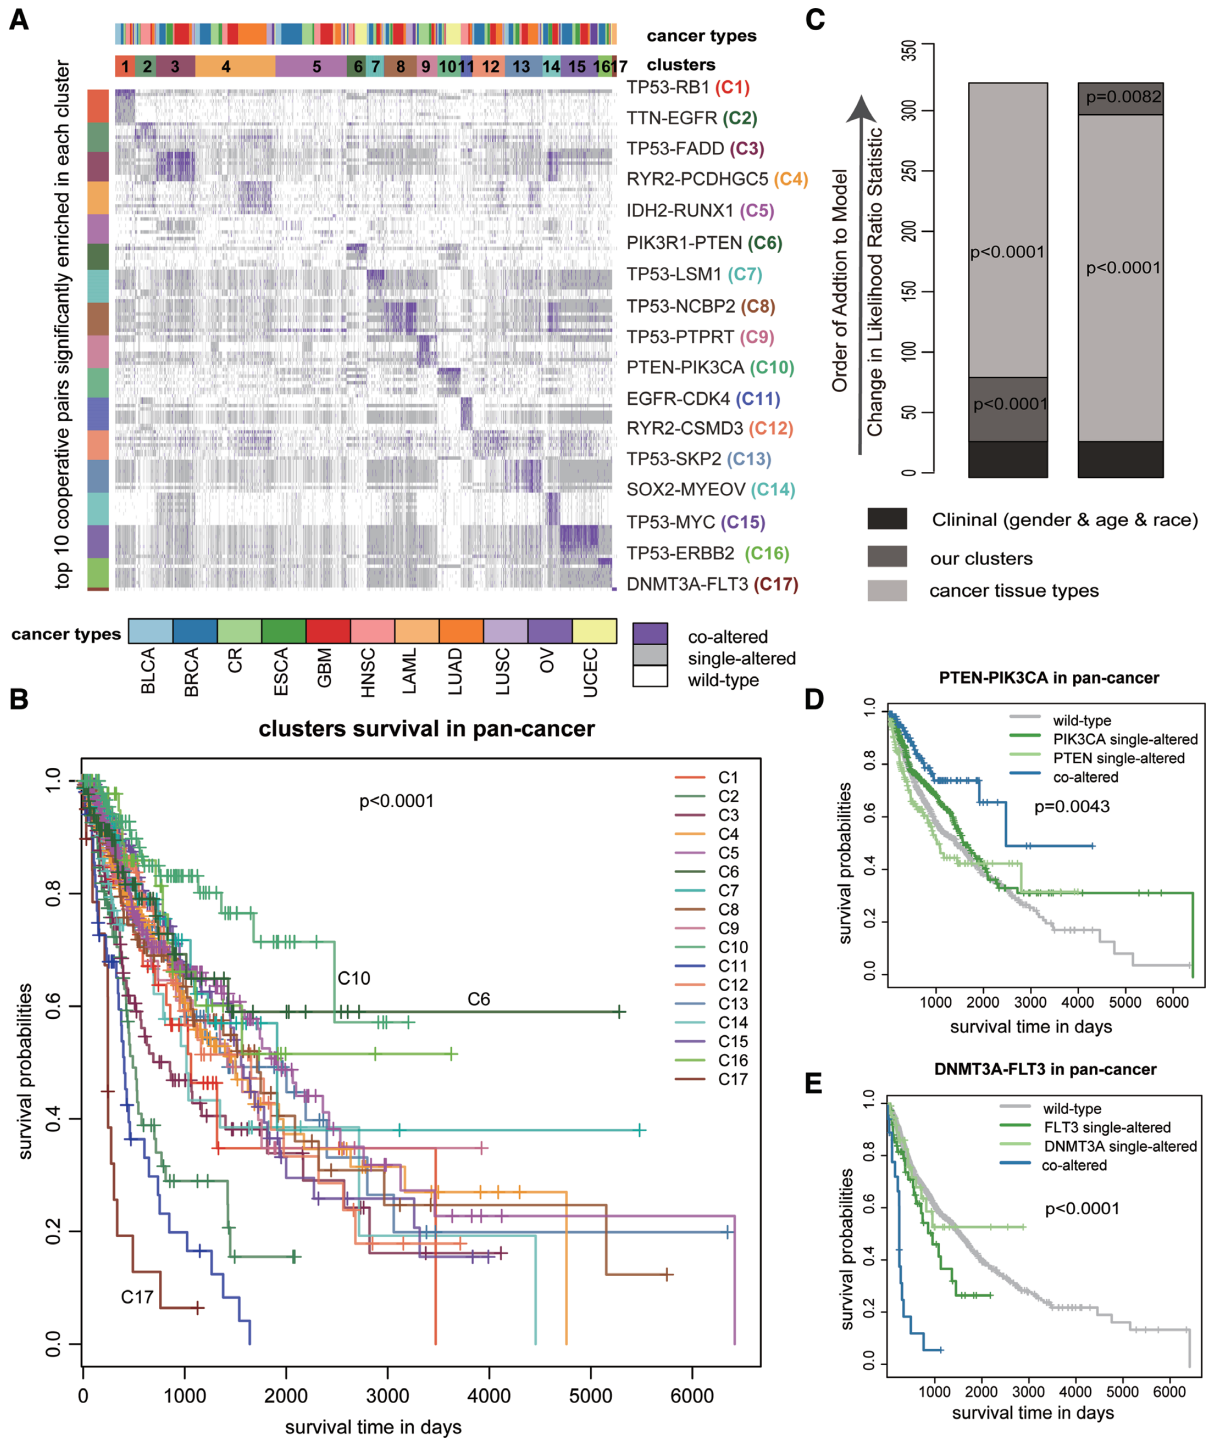 A
cancer types
clusters
1 2 3 4 5 6 7 8 9 10 11 12 13 14 15 16 17
top 10 cooperative pairs significantly enriched in each cluster
TP53-RB1 (C1)
TTN-EGFR (C2)
TP53-FADD (C3)
RYR2-PCDHGC5 (C4)
IDH2-RUNX1 (C5)
PIK3R1-PTEN (C6)
TP53-LSM1 (C7)
TP53-NCBP2 (C8)
TP53-PTPRT (C9)
PTEN-PIK3CA (C10)
EGFR-CDK4 (C11)
RYR2-CSMD3 (C12)
TP53-SKP2 (C13)
SOX2-MYEOV (C14)
TP53-MYC (C15)
TP53-ERBB2 (C16)
DNMT3A-FLT3 (C17)
cancer types
BLCA
BRCA
CR
ESCA
GBM
HNSC
LAML
LUAD
LUSC
OV
UCEC
co-altered
single-altered
wild-type
C
Order of Addition to Model
Change in Likelihood Ratio Statistic
350
300
250
200
150
100
50
0
p<0.0001
p<0.0001
p=0.0082
p<0.0001
Clininal (gender & age & race)
our clusters
cancer tissue types
B
clusters survival in pan-cancer
p<0.0001
survival probabilities
1.0
0.8
0.6
0.4
0.2
0.0
C10
C6
C17
C1
C2
C3
C4
C5
C6
C7
C8
C9
C10
C11
C12
C13
C14
C15
C16
C17
0 1000 2000 3000 4000 5000 6000
survival time in days
D
PTEN-PIK3CA in pan-cancer
wild-type
PIK3CA single-altered
PTEN single-altered
co-altered
p=0.0043
survival probabilities
1.0
0.8
0.6
0.4
0.2
0.0
1000 2000 3000 4000 5000 6000
survival time in days
E
DNMT3A-FLT3 in pan-cancer
wild-type
FLT3 single-altered
DNMT3A single-altered
co-altered
p<0.0001
survival probabilities
1.0
0.8
0.6
0.4
0.2
0.0
1000 2000 3000 4000 5000 6000
survival time in days